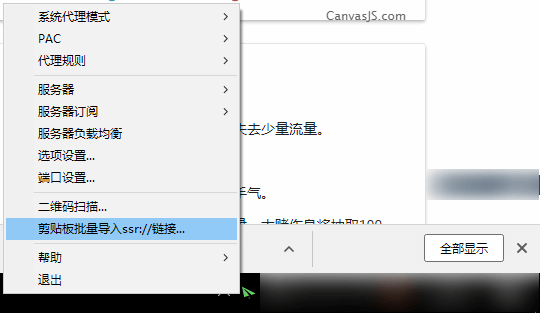 系统代理模式
PAC
代理规则
服务器
服务器订阅
服务器负载均衡
选项设置...
端口设置...
二维码扫描...
剪贴板批量导入ssr://链接...
帮助
退出
CanvasJS.com
去少量流量。
手气。
全部显示